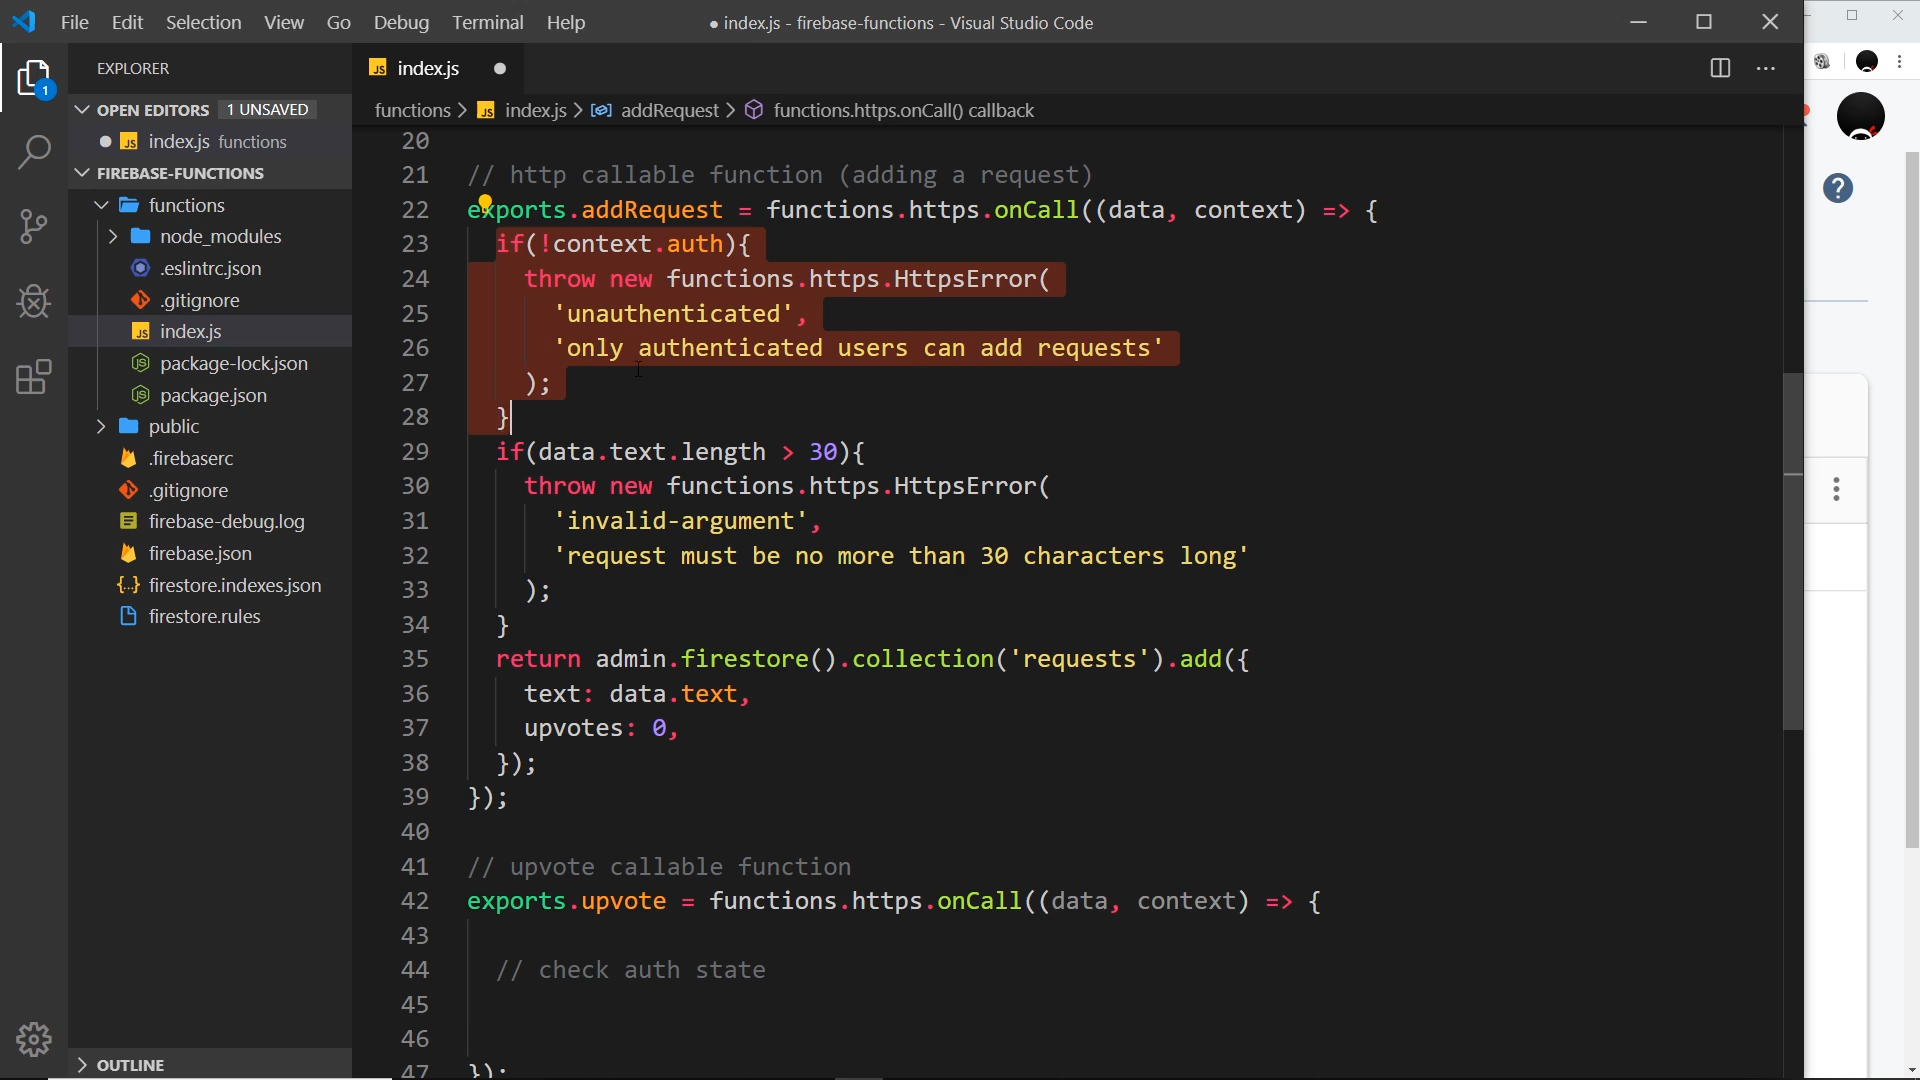 File Edit Selection View Go Debug Terminal Help
● index.js - firebase-functions - Visual Studio Code
1
EXPLORER
OPEN EDITORS 1 UNSAVED
● JS index.js functions
FIREBASE-FUNCTIONS
functions
node_modules
.eslintrc.json
.gitignore
JS index.js
package-lock.json
package.json
public
.firebaserc
.gitignore
firebase-debug.log
firebase.json
firestore.indexes.json
firestore.rules
OUTLINE
JS index.js ●
functions > JS index.js > addRequest > functions.https.onCall() callback
20
21 // http callable function (adding a request)
22 exports.addRequest = functions.https.onCall((data, context) => {
23 if(!context.auth){
24 throw new functions.https.HttpsError(
25 'unauthenticated',
26 'only authenticated users can add requests'
27 );
28 }
29 if(data.text.length > 30){
30 throw new functions.https.HttpsError(
31 'invalid-argument',
32 'request must be no more than 30 characters long'
33 );
34 }
35 return admin.firestore().collection('requests').add({
36 text: data.text,
37 upvotes: 0,
38 });
39 });
40
41 // upvote callable function
42 exports.upvote = functions.https.onCall((data, context) => {
43
44 // check auth state
45
46
47 });
?